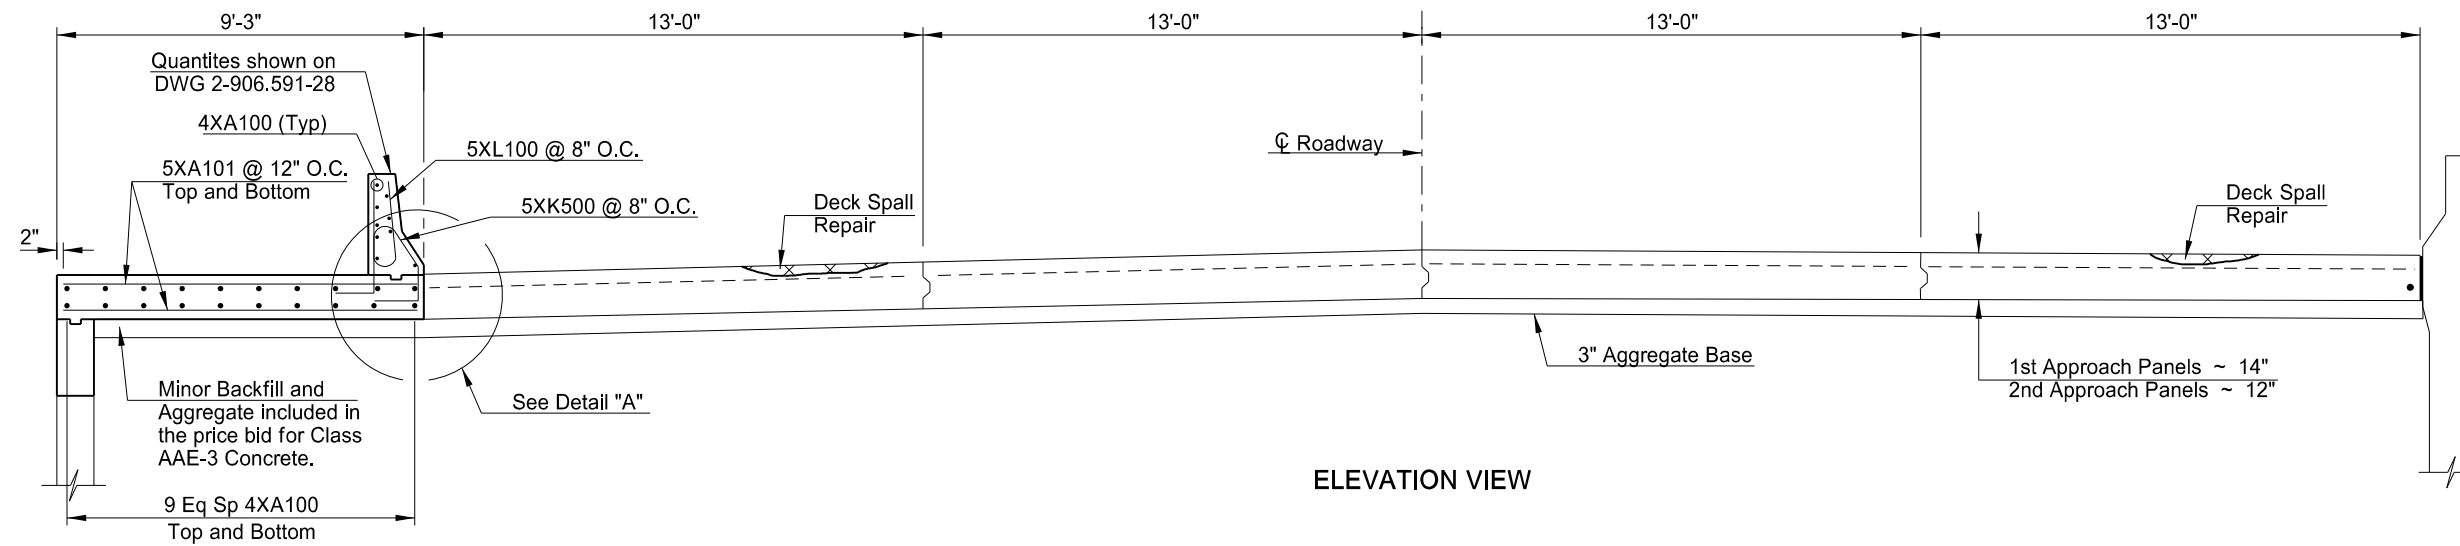 9'-3"
13'-0"
13'-0"
13'-0"
13'-0"
Quantites shown on
DWG 2-906.591-28
4XA100 (Typ)
5XL100 @ 8" O.C.
5XA101 @ 12" O.C.
Top and Bottom
5XK500 @ 8" O.C.
2"
Deck Spall
Repair
℄ Roadway
Deck Spall
Repair
3" Aggregate Base
1st Approach Panels ~ 14"
2nd Approach Panels ~ 12"
See Detail "A"
Minor Backfill and
Aggregate included in
the price bid for Class
AAE-3 Concrete.
9 Eq Sp 4XA100
Top and Bottom
ELEVATION VIEW